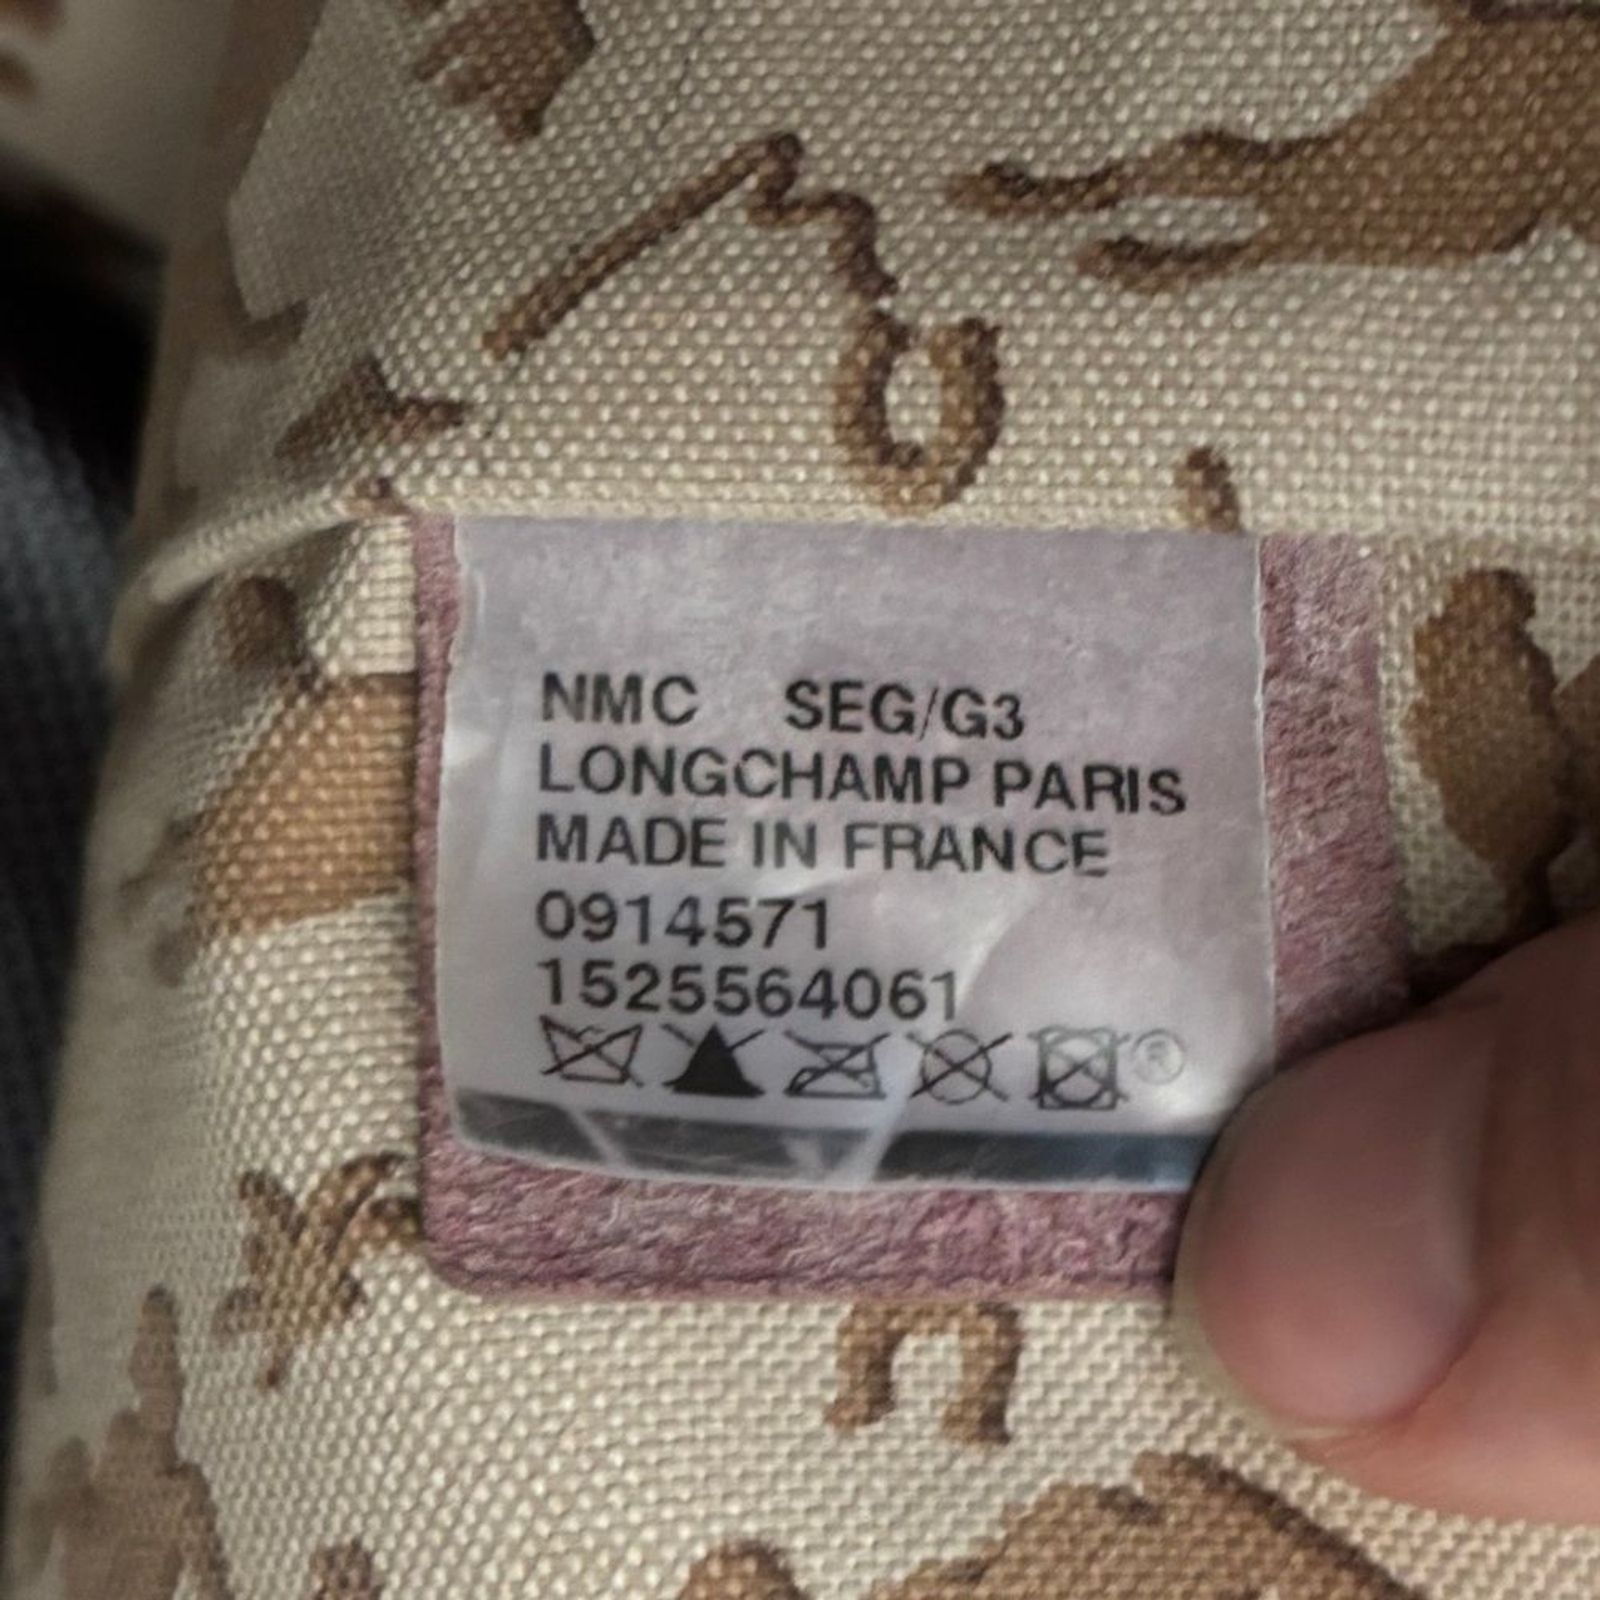 NMC SEG/G3
LONGCHAMP PARIS
MADE IN FRANCE
0914571
1525564061
®